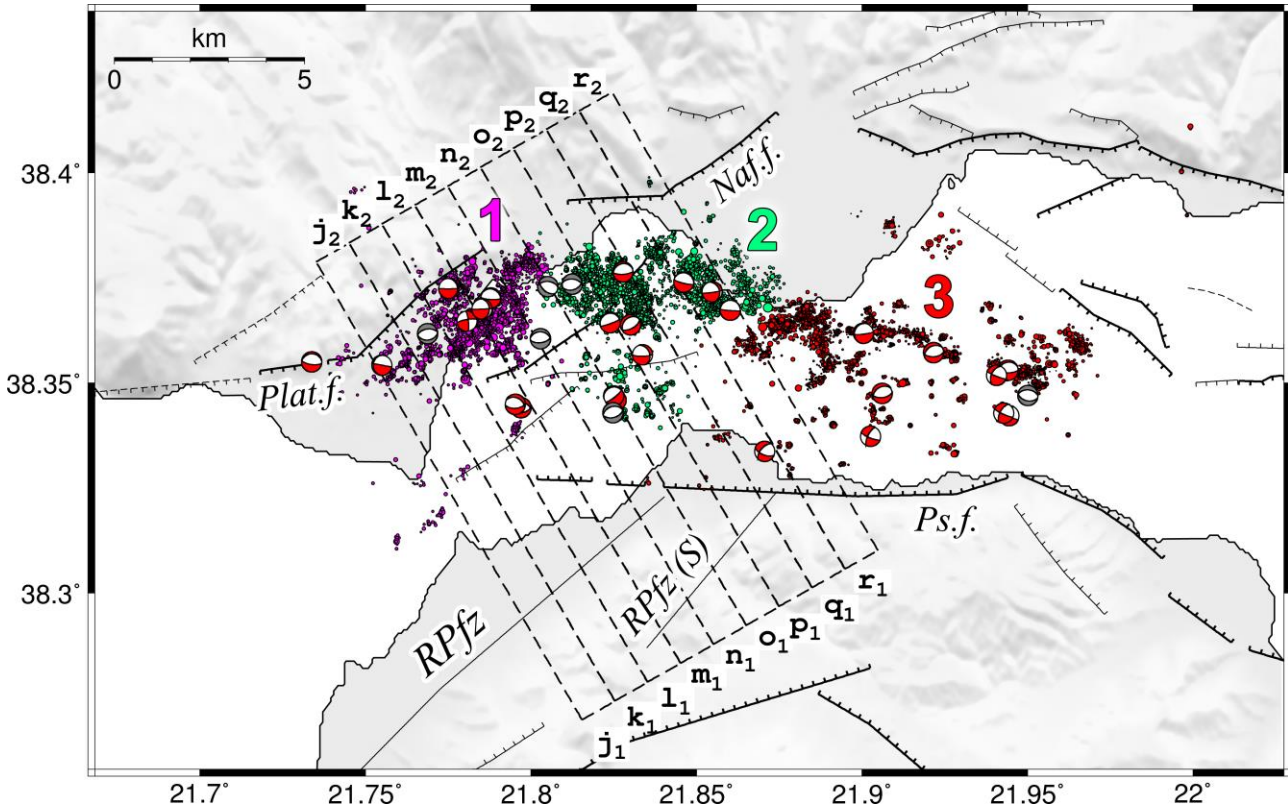 km
0 5
r₂
q₂
p₂
o₂
n₂
m₂
l₂
k₂
j₂
1
2
3
Naf.f.
Plat.f.
Ps.f.
RPfz
RPfz (S)
r₁
q₁
p₁
o₁
n₁
m₁
l₁
k₁
j₁
38.4°
38.35°
38.3°
21.7° 21.75° 21.8° 21.85° 21.9° 21.95° 22°